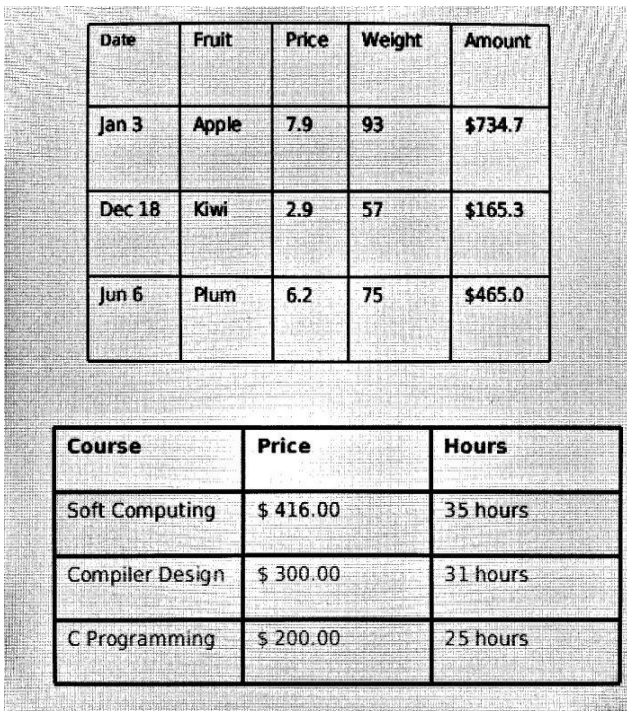 Date Fruit Price Weight Amount
Jan 3 Apple 7.9 93 $734.7
Dec 18 Kiwi 2.9 57 $165.3
Jun 6 Plum 6.2 75 $465.0
Course Price Hours
Soft Computing $ 416.00 35 hours
Compiler Design $ 300.00 31 hours
C Programming $ 200.00 25 hours